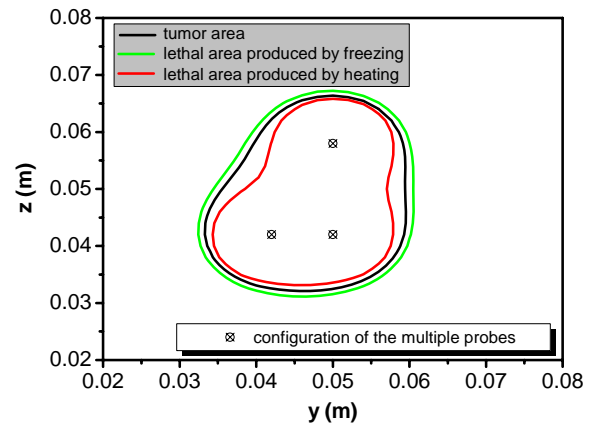 tumor area
lethal area produced by freezing
lethal area produced by heating
0.08
0.07
0.06
0.05
0.04
0.03
0.02
z (m)
configuration of the multiple probes
0.02 0.03 0.04 0.05 0.06 0.07 0.08
y (m)